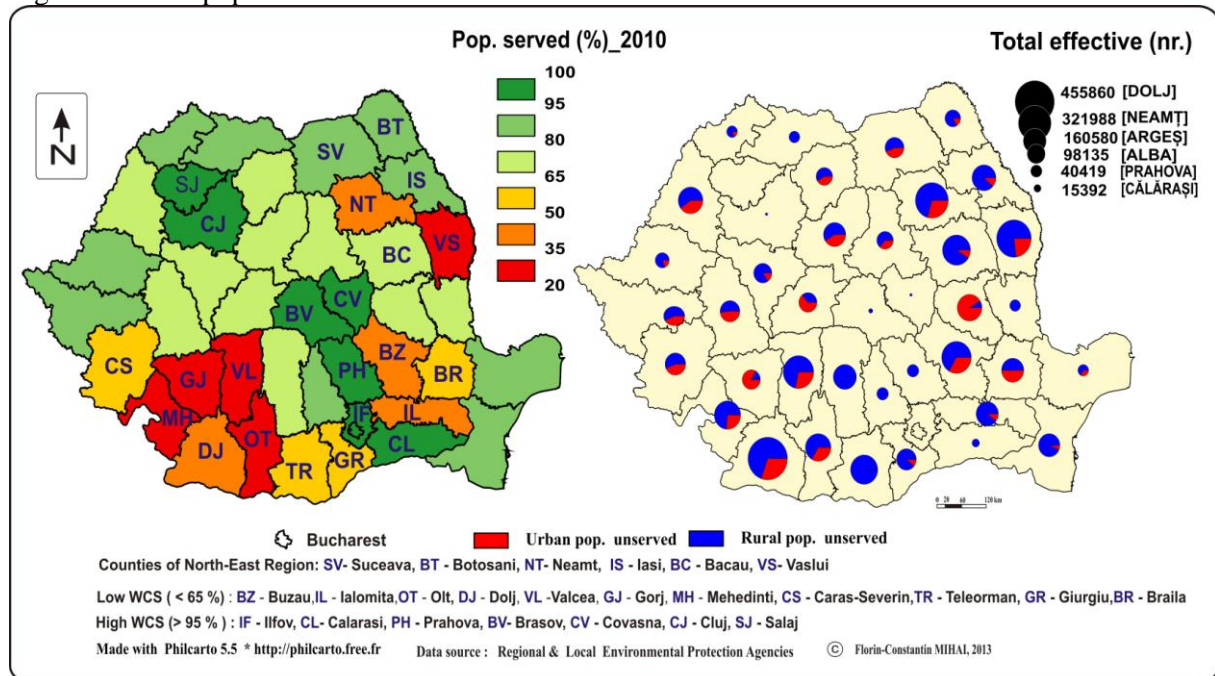 Pop. served (%)_2010
Total effective (nr.)
100
95
80
65
50
35
20
455860 [DOLJ]
321988 [NEAMȚ]
160580 [ARGEȘ]
98135 [ALBA]
40419 [PRAHOVA]
15392 [CĂLĂRAȘI]
N
BT
SV
IS
SJ
NT
CJ
VS
BC
CV
BV
BZ
BR
CS
GJ
VL
PH
IF
IL
MH
CL
DJ
OT
TR
GR
0 20 60 120 km
Bucharest
Urban pop. unserved
Rural pop. unserved
Counties of North-East Region: SV- Suceava, BT - Botosani, NT- Neamt, IS - Iasi, BC - Bacau, VS- Vaslui
Low WCS ( < 65 %) : BZ - Buzau,IL - Ialomita,OT - Olt, DJ - Dolj, VL -Valcea, GJ - Gorj, MH - Mehedinti, CS - Caras-Severin,TR - Teleorman, GR - Giurgiu,BR - Braila
High WCS (> 95 % ) : IF - Ilfov, CL- Calarasi, PH - Prahova, BV- Brasov, CV - Covasna, CJ - Cluj, SJ - Salaj
Made with Philcarto 5.5 * http://philcarto.free.fr
Data source : Regional & Local Environmental Protection Agencies
© Florin-Constantin MIHAI, 2013